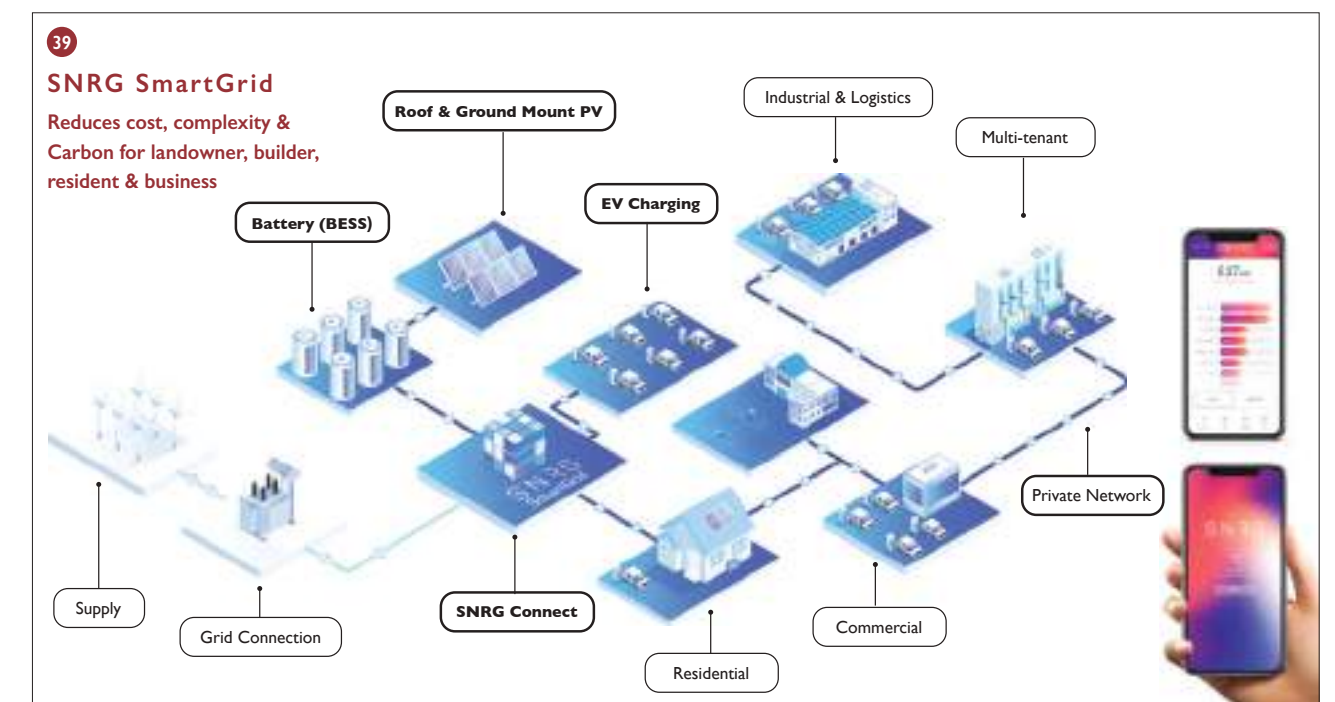 39
SNRG SmartGrid
Reduces cost, complexity &
Carbon for landowner, builder,
resident & business
Roof & Ground Mount PV
Industrial & Logistics
Multi-tenant
Battery (BESS)
EV Charging
Private Network
Supply
Grid Connection
SNRG Connect
Residential
Commercial
SNRG